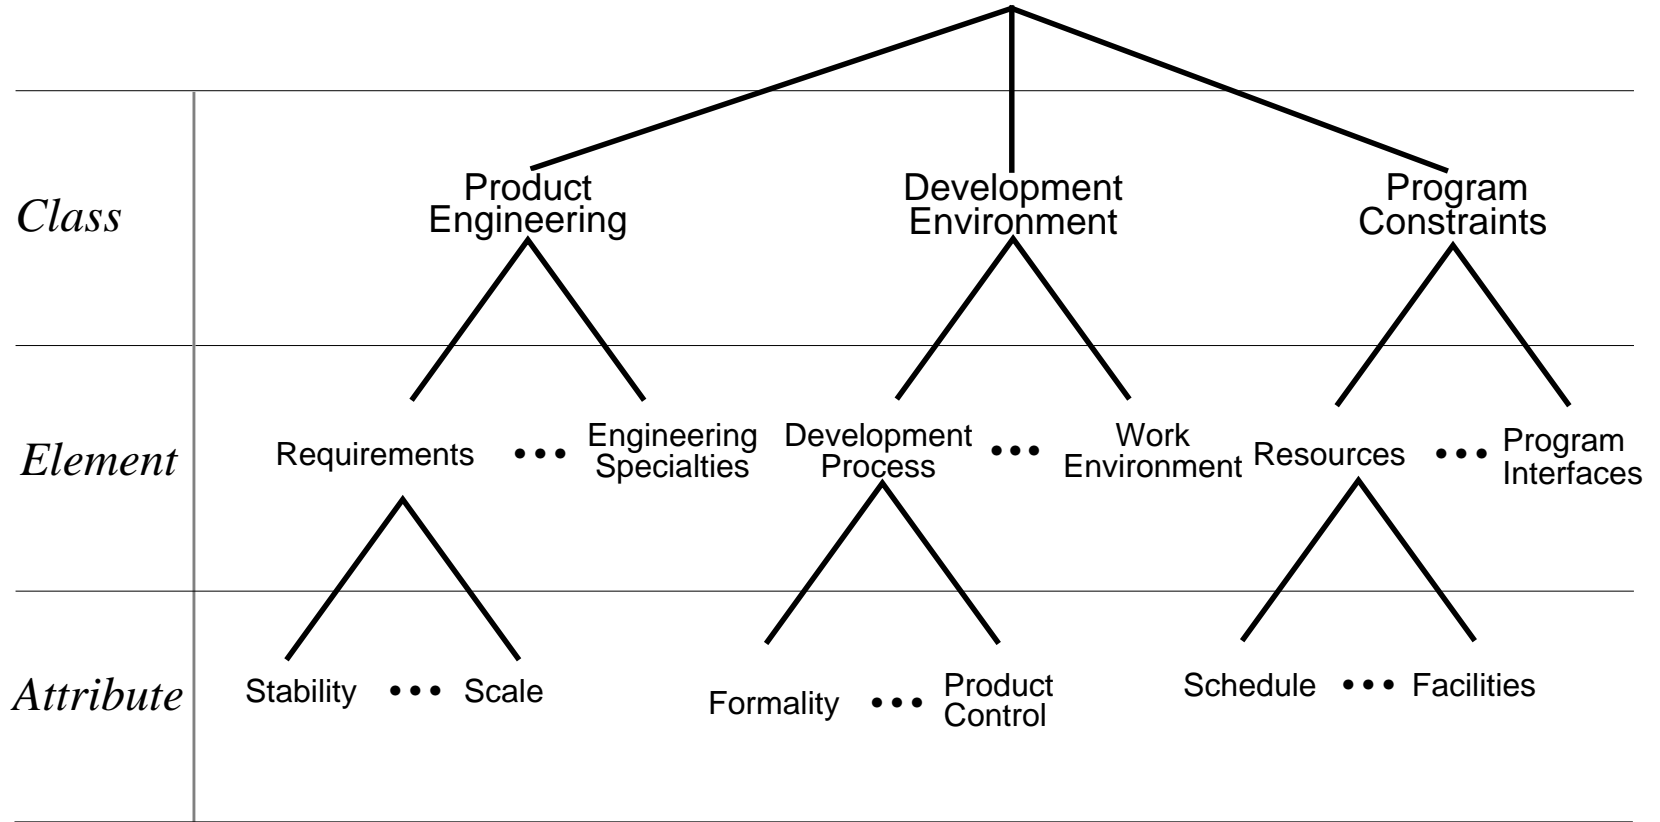 Class
Product
Engineering
Development
Environment
Program
Constraints
Element
Requirements
•••
Engineering
Specialties
Development
Process
•••
Work
Environment
Resources
•••
Program
Interfaces
Attribute
Stability
•••
Scale
Formality
•••
Product
Control
Schedule
•••
Facilities